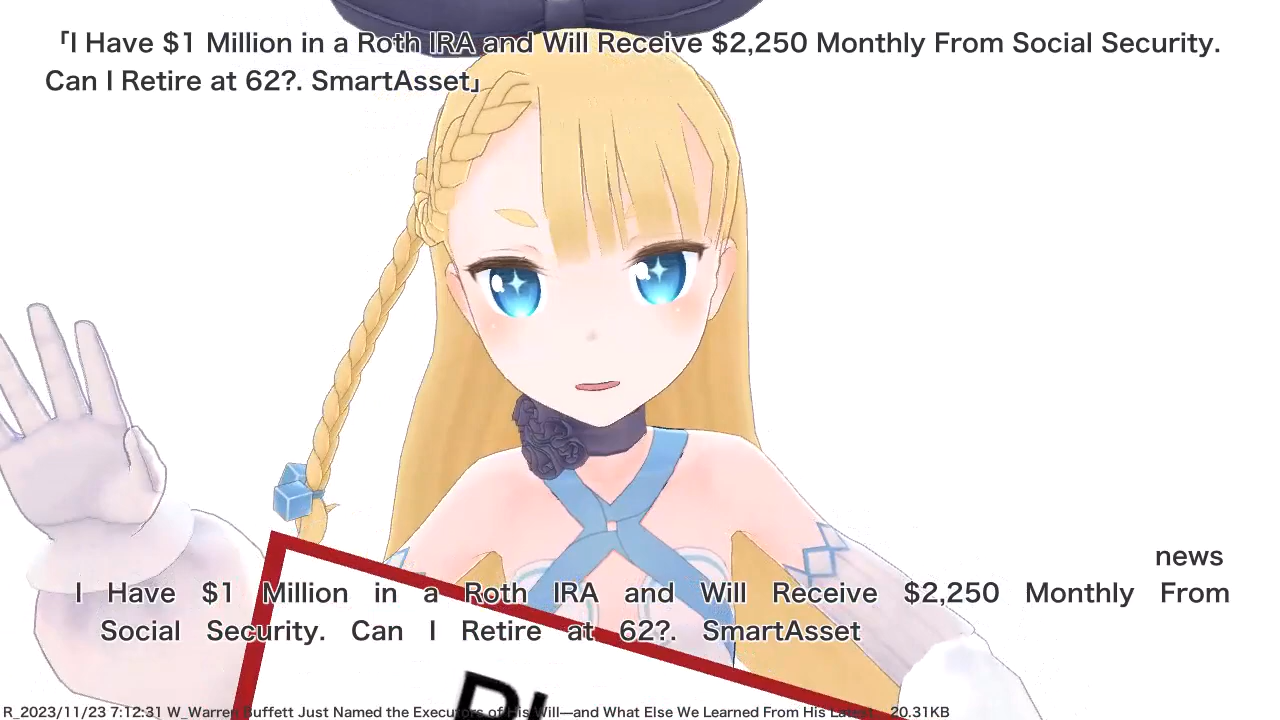 「I Have $1 Million in a Roth IRA and Will Receive $2,250 Monthly From Social Security.
Can I Retire at 62?. SmartAsset」
news
I Have $1 Million in a Roth IRA and Will Receive $2,250 Monthly From
Social Security. Can I Retire at 62?. SmartAsset
R_2023/11/23 7:12:31 W_Warren Buffett Just Named the Executors of His Will—and What Else We Learned From His Latest 20.31KB